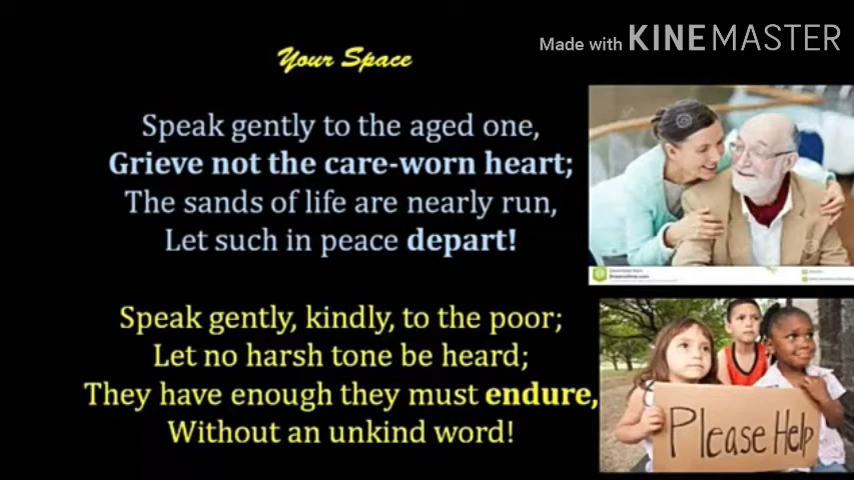 Your Space
Made with KINEMASTER
Speak gently to the aged one,
Grieve not the care-worn heart;
The sands of life are nearly run,
Let such in peace depart!
Speak gently, kindly, to the poor;
Let no harsh tone be heard;
They have enough they must endure,
Without an unkind word!
Please Help